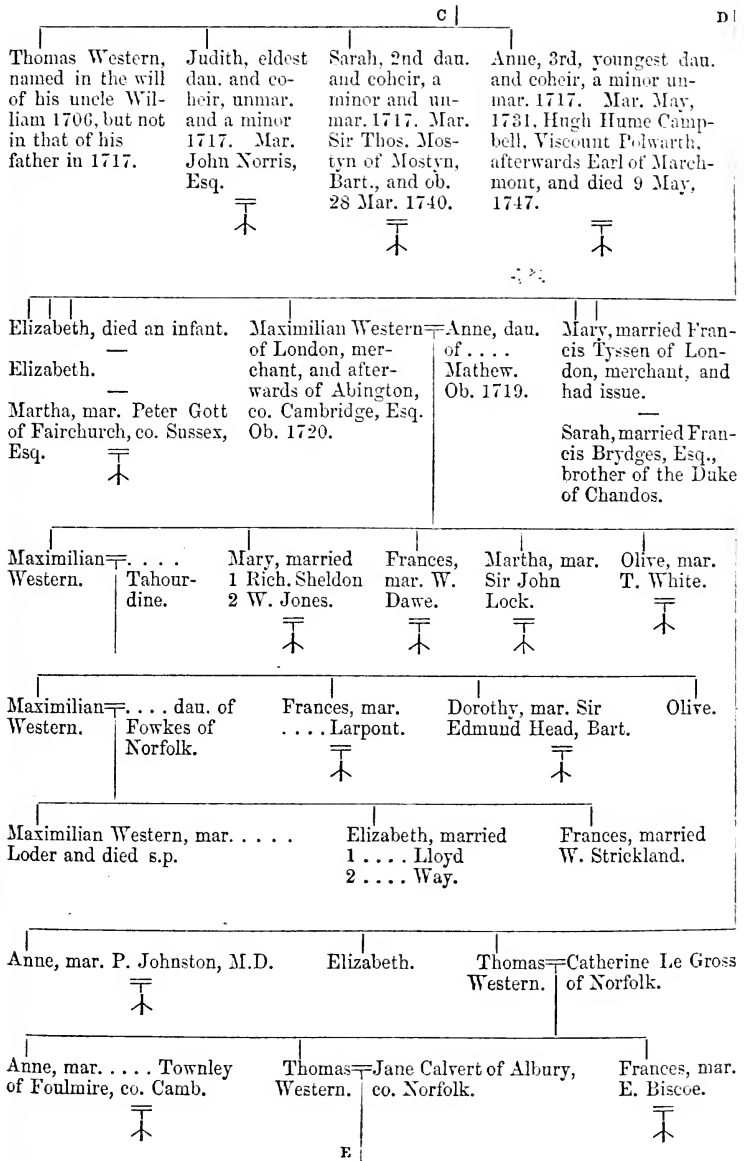 C D
Thomas Western,
named in the will
of his uncle Wil-
liam 1706, but not
in that of his
father in 1717.
Judith, eldest
dau. and co-
heir, unmar.
and a minor
1717. Mar.
John Norris,
Esq.
Sarah, 2nd dau.
and coheir, a
minor and un-
mar. 1717. Mar.
Sir Thos. Mos-
tyn of Mostyn,
Bart., and ob.
28 Mar. 1740.
Anne, 3rd, youngest dau.
and coheir, a minor un-
mar. 1717. Mar. May,
1731, Hugh Hume Camp-
bell, Viscount Polwarth,
afterwards Earl of March-
mont, and died 9 May,
1747.
Elizabeth, died an infant.
—
Elizabeth.
—
Martha, mar. Peter Gott
of Fairchurch, co. Sussex,
Esq.
Maximilian Western
of London, mer-
chant, and after-
wards of Abington,
co. Cambridge, Esq.
Ob. 1720.
Anne, dau.
of . . . .
Mathew.
Ob. 1719.
Mary, married Fran-
cis Tyssen of Lon-
don, merchant, and
had issue.
—
Sarah, married Fran-
cis Brydges, Esq.,
brother of the Duke
of Chandos.
Maximilian
Western.
. . . .
Tahour-
dine.
Mary, married
1 Rich. Sheldon
2 W. Jones.
Frances,
mar. W.
Dawe.
Martha, mar.
Sir John
Lock.
Olive, mar.
T. White.
Maximilian
Western.
. . . . dau. of
Fowkes of
Norfolk.
Frances, mar.
. . . . Larpont.
Dorothy, mar. Sir
Edmund Head, Bart.
Olive.
Maximilian Western, mar. . . . .
Loder and died s.p.
Elizabeth, married
1 . . . . Lloyd
2 . . . . Way.
Frances, married
W. Strickland.
Anne, mar. P. Johnston, M.D.
Elizabeth.
Thomas
Western.
Catherine Le Gross
of Norfolk.
Anne, mar. . . . . Townley
of Foulmire, co. Camb.
Thomas
Western.
Jane Calvert of Albury,
co. Norfolk.
Frances, mar.
E. Biscoe.
E